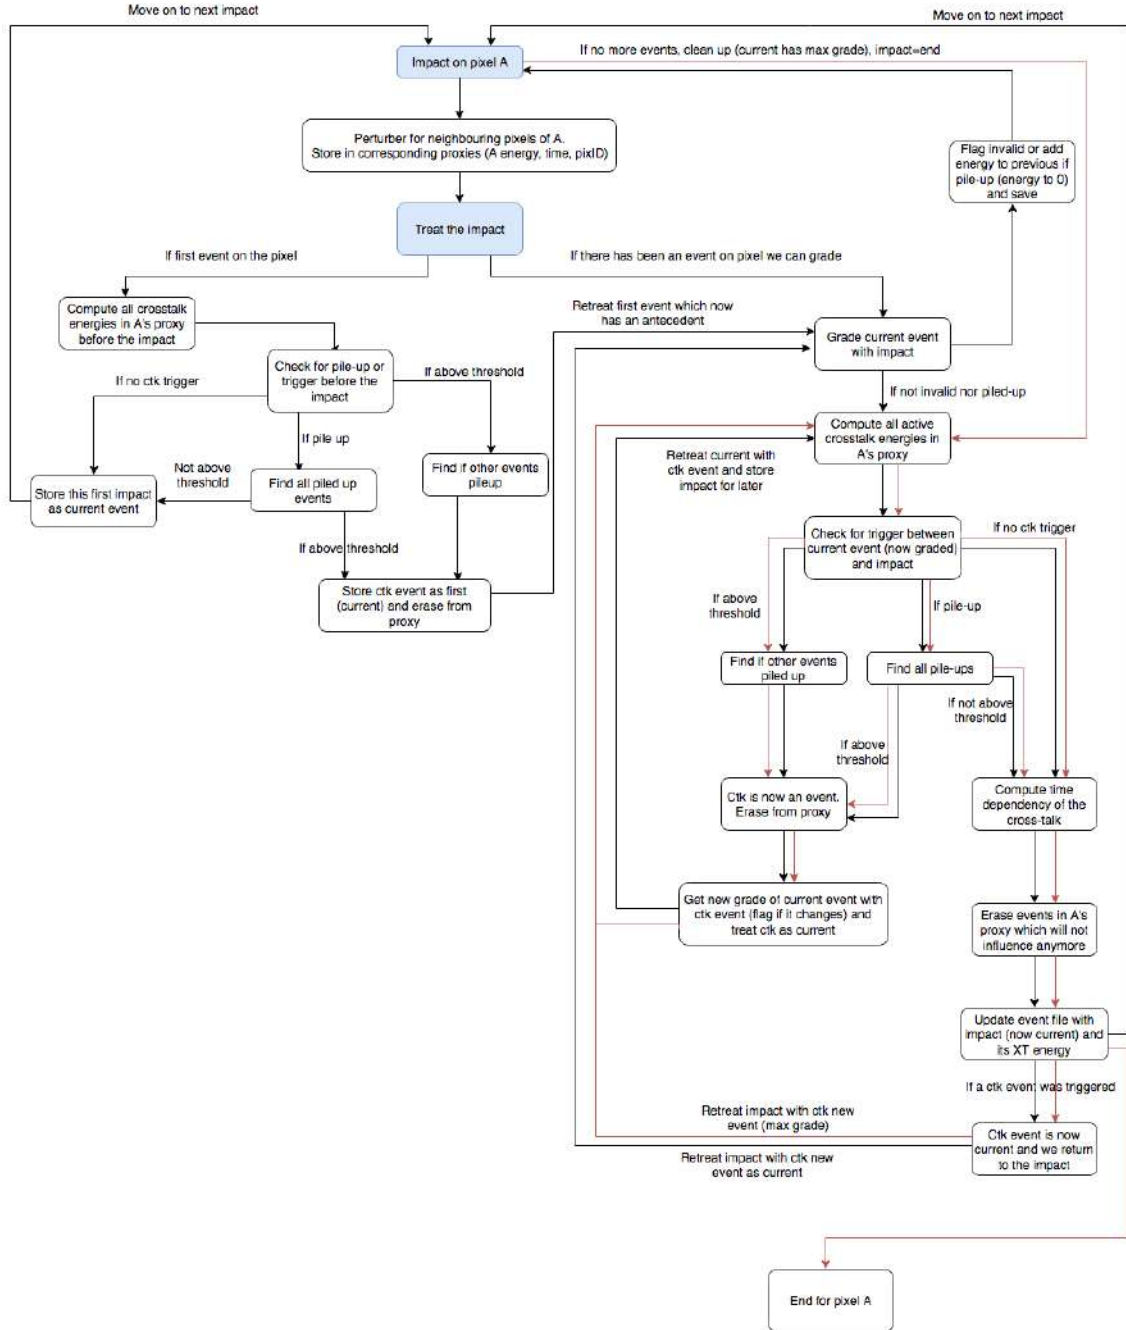 Move on to next impact
Move on to next impact
If no more events, clean up (current has max grade), impact=end
Impact on pixel A
Perturber for neighbouring pixels of A.
Store in corresponding proxies (A energy, time, pixID)
Flag invalid or add
energy to previous if
pile-up (energy to 0)
and save
Treat the impact
If first event on the pixel
If there has been an event on pixel we can grade
Compute all crosstalk
energies in A's proxy
before the impact
Retreat first event which now
has an antecedent
Grade current event
with impact
Check for pile-up or
trigger before the
impact
If no ctk trigger
If above threshold
If not invalid nor piled-up
Compute all active
crosstalk energies in
A's proxy
If pile up
Not above
threshold
Find if other events
pileup
Retreat current with
ctk event and store
impact for later
Store this first impact
as current event
Find all piled up
events
If above threshold
Check for trigger between
current event (now graded)
and impact
If no ctk trigger
Store ctk event as first
(current) and erase from
proxy
If above
threshold
If pile-up
Find if other events
piled up
Find all pile-ups
If not above
threshold
If above
threshold
Ctk is now an event.
Erase from proxy
Compute time
dependency of the
cross-talk
Get new grade of current event with
ctk event (flag if it changes) and
treat ctk as current
Erase events in A's
proxy which will not
influence anymore
Update event file with
impact (now current) and
its XT energy
If a ctk event was triggered
Retreat impact with ctk new
event (max grade)
Ctk event is now
current and we return
to the impact
Retreat impact with ctk new
event as current
End for pixel A